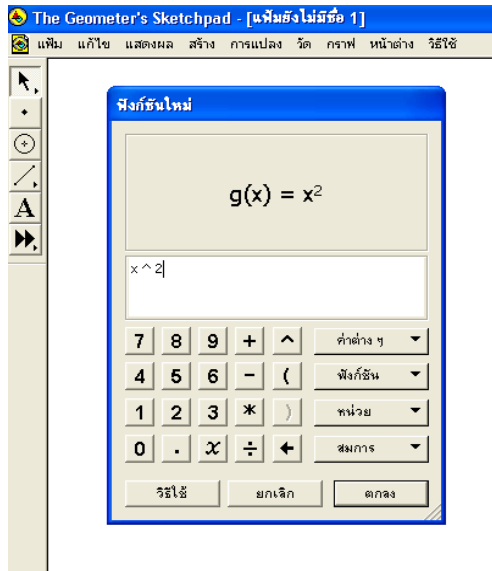 The Geometer's Sketchpad - [แฟ้มยังไม่มีชื่อ 1]
แฟ้ม แก้ไข แสดงผล สร้าง การแปลง วัด กราฟ หน้าต่าง วิธีใช้
A
ฟังก์ชันใหม่
g(x) = x²
x ^ 2
7 8 9 + ^ ค่าต่าง ๆ
4 5 6 - ( ฟังก์ชัน
1 2 3 * ) หน่วย
0 . x ÷ สมการ
วิธีใช้ ยกเลิก ตกลง